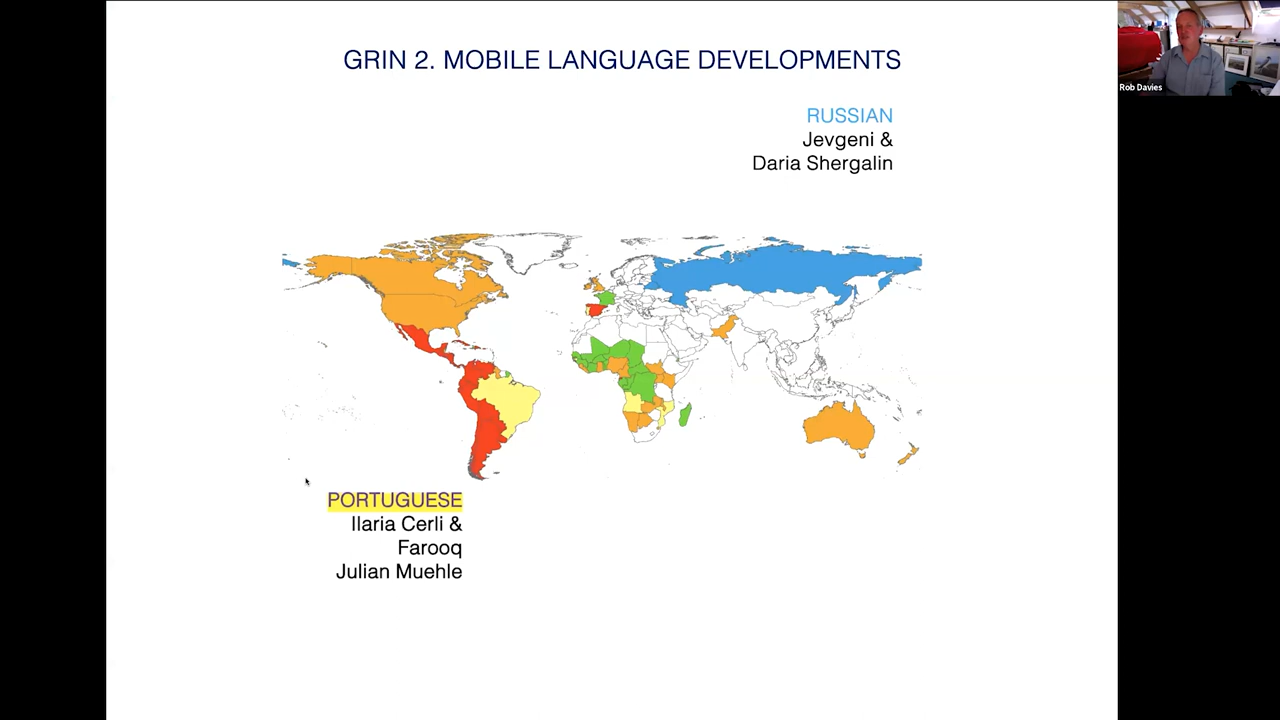 GRIN 2. MOBILE LANGUAGE DEVELOPMENTS
Rob Davies
RUSSIAN
Jevgeni &
Daria Shergalin
PORTUGUESE
Ilaria Cerli &
Farooq
Julian Muehle